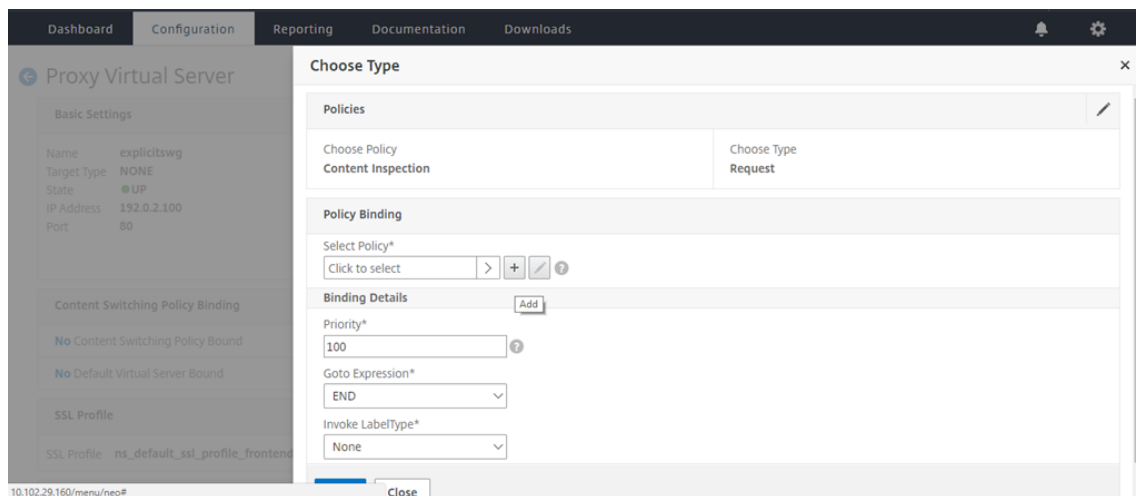 Dashboard Configuration Reporting Documentation Downloads
Proxy Virtual Server
Basic Settings
Name explicitswg
Target Type NONE
State UP
IP Address 192.0.2.100
Port 80
Content Switching Policy Binding
No Content Switching Policy Bound
No Default Virtual Server Bound
SSL Profile
SSL Profile ns_default_ssl_profile_frontend
10.102.29.160/menu/neo#
Choose Type
Policies
Choose Policy Choose Type
Content Inspection Request
Policy Binding
Select Policy*
Click to select
Add
Binding Details
Priority*
100
Goto Expression*
END
Invoke LabelType*
None
Close